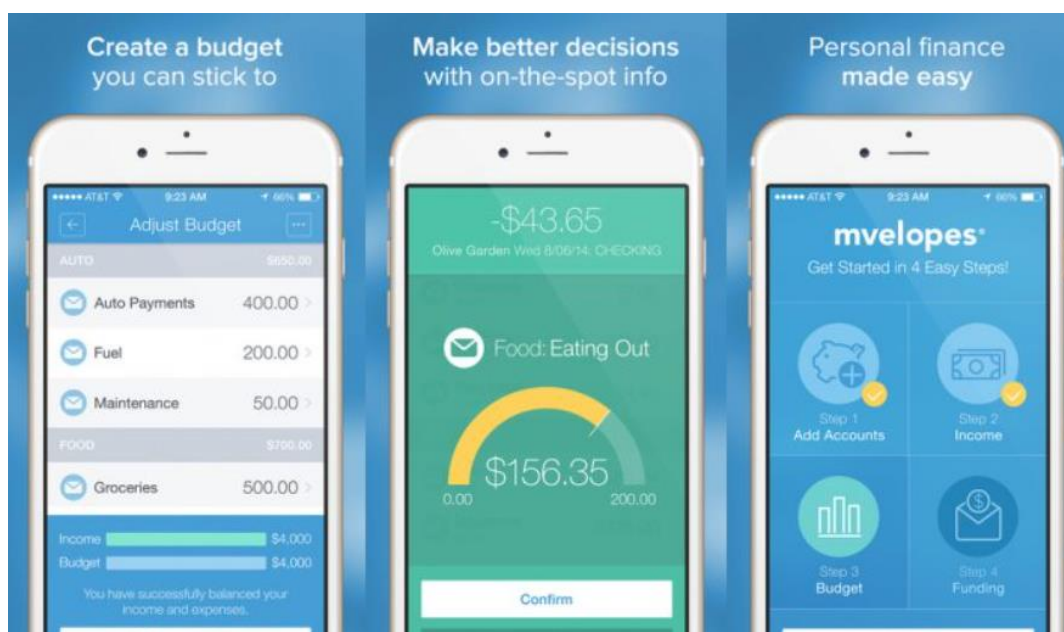 Create a budget
you can stick to
AT&T 9:23 AM 66%
Adjust Budget
AUTO $650.00
Auto Payments 400.00
Fuel 200.00
Maintenance 50.00
FOOD $700.00
Groceries 500.00
Income $4,000
Budget $4,000
You have successfully balanced your
income and expenses.
Make better decisions
with on-the-spot info
-$43.65
Olive Garden Wed 8/06/14: CHECKING
Food: Eating Out
$156.35
0.00 200.00
Confirm
Personal finance
made easy
AT&T 9:23 AM 66%
mvelopes
Get Started in 4 Easy Steps!
Step 1
Add Accounts
Step 2
Income
Step 3
Budget
Step 4
Funding